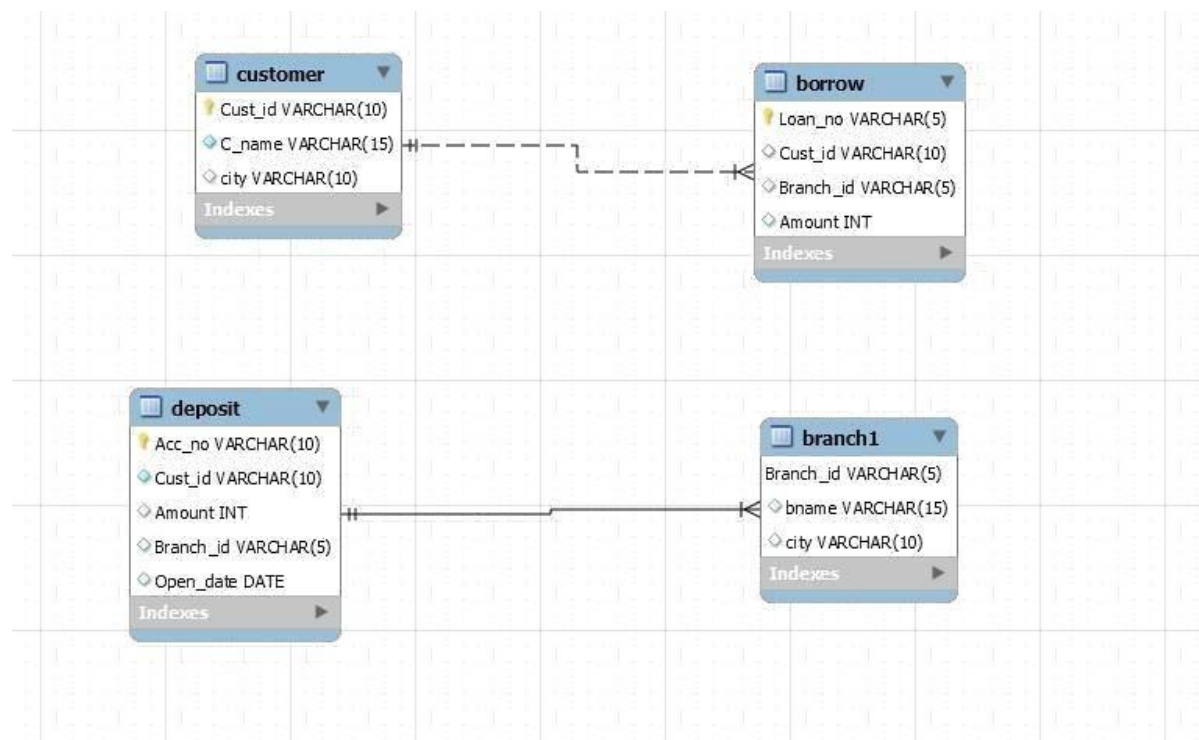 customer
Cust_id VARCHAR(10)
C_name VARCHAR(15)
city VARCHAR(10)
Indexes
borrow
Loan_no VARCHAR(5)
Cust_id VARCHAR(10)
Branch_id VARCHAR(5)
Amount INT
Indexes
deposit
Acc_no VARCHAR(10)
Cust_id VARCHAR(10)
Amount INT
Branch_id VARCHAR(5)
Open_date DATE
Indexes
branch1
Branch_id VARCHAR(5)
bname VARCHAR(15)
city VARCHAR(10)
Indexes